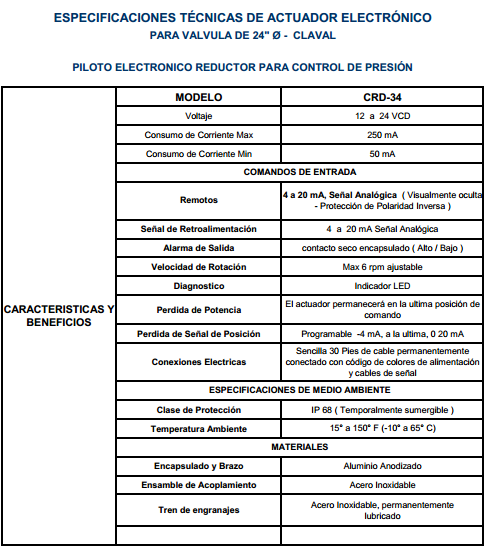 ESPECIFICACIONES TÉCNICAS DE ACTUADOR ELECTRÓNICO
PARA VALVULA DE 24" Ø - CLAVAL
PILOTO ELECTRONICO REDUCTOR PARA CONTROL DE PRESIÓN
CARACTERISTICAS Y
BENEFICIOS
MODELO CRD-34
Voltaje 12 a 24 VCD
Consumo de Corriente Max 250 mA
Consumo de Corriente Min 50 mA
COMANDOS DE ENTRADA
Remotos 4 a 20 mA, Señal Analógica ( Visualmente oculta
- Protección de Polaridad Inversa )
Señal de Retroalimentación 4 a 20 mA Señal Analógica
Alarma de Salida contacto seco encapsulado ( Alto / Bajo )
Velocidad de Rotación Max 6 rpm ajustable
Diagnostico Indicador LED
Perdida de Potencia El actuador permanecerá en la ultima posición de
comando
Perdida de Señal de Posición Programable -4 mA, a la ultima, 0 20 mA
Conexiones Electricas Sencilla 30 Pies de cable permanentemente
conectado con código de colores de alimentación
y cables de señal
ESPECIFICACIONES DE MEDIO AMBIENTE
Clase de Protección IP 68 ( Temporalmente sumergible )
Temperatura Ambiente 15° a 150° F (-10° a 65° C)
MATERIALES
Encapsulado y Brazo Aluminio Anodizado
Ensamble de Acoplamiento Acero Inoxidable
Tren de engranajes Acero Inoxidable, permanentemente
lubricado